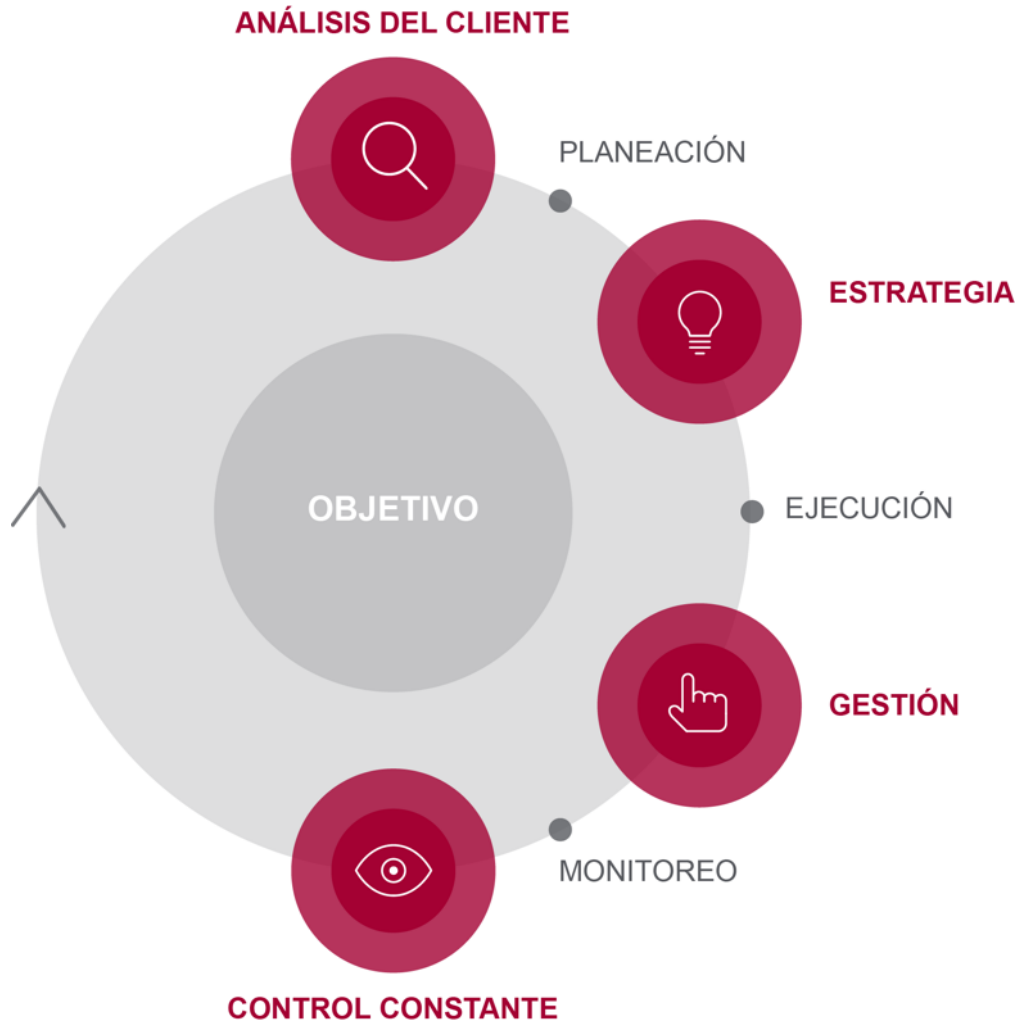 ANÁLISIS DEL CLIENTE
PLANEACIÓN
ESTRATEGIA
OBJETIVO
EJECUCIÓN
GESTIÓN
MONITOREO
CONTROL CONSTANTE